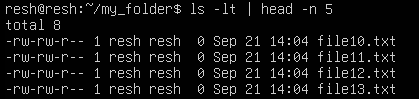 resh@resh:~/my_folder$ ls -lt | head -n 5
total 8
-rw-rw-r-- 1 resh resh  0 Sep 21 14:04 file10.txt
-rw-rw-r-- 1 resh resh  0 Sep 21 14:04 file11.txt
-rw-rw-r-- 1 resh resh  0 Sep 21 14:04 file12.txt
-rw-rw-r-- 1 resh resh  0 Sep 21 14:04 file13.txt